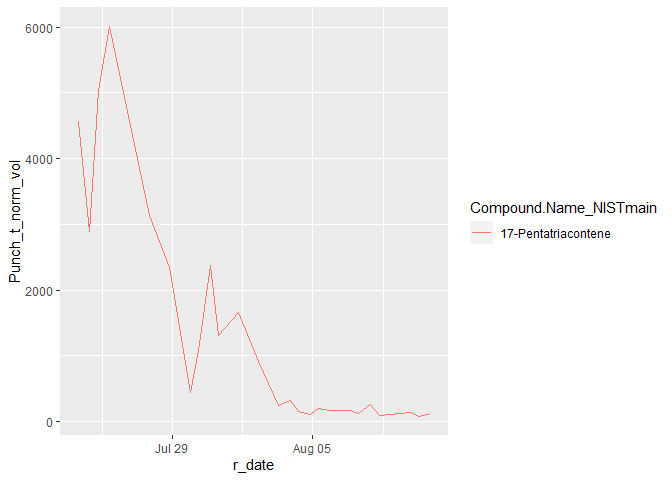 6000
4000
2000
0
Punch_t_norm_vol
Jul 29
Aug 05
r_date
Compound.Name_NISTmain
17-Pentatriacontene